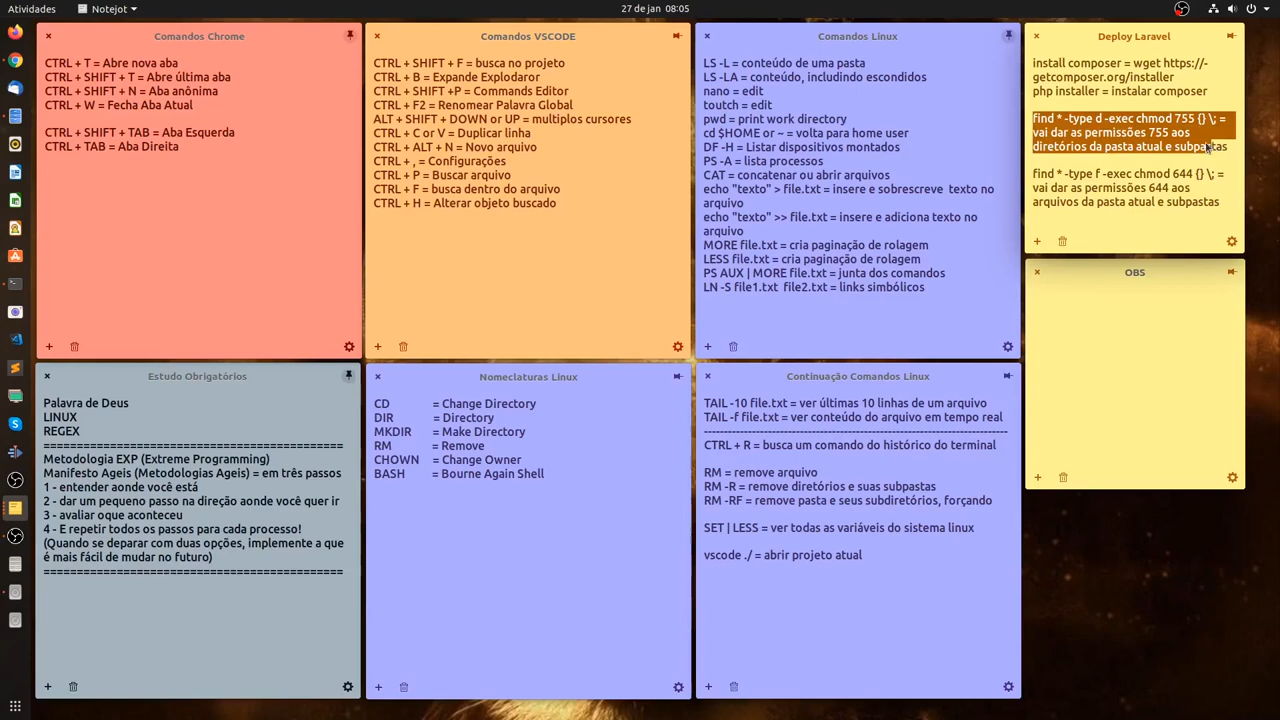 Atividades
Notejot
27 de jan 08:05
Comandos Chrome
CTRL + T = Abre nova aba
CTRL + SHIFT + T = Abre última aba
CTRL + SHIFT + N = Aba anônima
CTRL + W = Fecha Aba Atual
CTRL + SHIFT + TAB = Aba Esquerda
CTRL + TAB = Aba Direita
Comandos VSCODE
CTRL + SHIFT + F = busca no projeto
CTRL + B = Expande Explodaror
CTRL + SHIFT +P = Commands Editor
CTRL + F2 = Renomear Palavra Global
ALT + SHIFT + DOWN or UP = multiplos cursores
CTRL + C or V = Duplicar linha
CTRL + ALT + N = Novo arquivo
CTRL + , = Configurações
CTRL + P = Buscar arquivo
CTRL + F = busca dentro do arquivo
CTRL + H = Alterar objeto buscado
Comandos Linux
LS -L = conteúdo de uma pasta
LS -LA = conteúdo, includindo escondidos
nano = edit
toutch = edit
pwd = print work directory
cd $HOME or ~ = volta para home user
DF -H = Listar dispositivos montados
PS -A = lista processos
CAT = concatenar ou abrir arquivos
echo "texto" > file.txt = insere e sobrescreve texto no
arquivo
echo "texto" >> file.txt = insere e adiciona texto no
arquivo
MORE file.txt = cria paginação de rolagem
LESS file.txt = cria paginação de rolagem
PS AUX | MORE file.txt = junta dos comandos
LN -S file1.txt file2.txt = links simbólicos
Deploy Laravel
install composer = wget https://-
getcomposer.org/installer
php installer = instalar composer
find * -type d -exec chmod 755 {} \; =
vai dar as permissões 755 aos
diretórios da pasta atual e subpastas
find * -type f -exec chmod 644 {} \; =
vai dar as permissões 644 aos
arquivos da pasta atual e subpastas
OBS
Estudo Obrigatórios
Palavra de Deus
LINUX
REGEX
=============================================
Metodologia EXP (Extreme Programming)
Manifesto Ageis (Metodologias Ageis) = em três passos
1 - entender aonde você está
2 - dar um pequeno passo na direção aonde você quer ir
3 - avaliar oque aconteceu
4 - E repetir todos os passos para cada processo!
(Quando se deparar com duas opções, implemente a que
é mais fácil de mudar no futuro)
=============================================
Nomeclaturas Linux
CD = Change Directory
DIR = Directory
MKDIR = Make Directory
RM = Remove
CHOWN = Change Owner
BASH = Bourne Again Shell
Continuação Comandos Linux
TAIL -10 file.txt = ver últimas 10 linhas de um arquivo
TAIL -f file.txt = ver conteúdo do arquivo em tempo real
----------------------------------------------------------------
CTRL + R = busca um comando do histórico do terminal
RM = remove arquivo
RM -R = remove diretórios e suas subpastas
RM -RF = remove pasta e seus subdiretórios, forçando
SET | LESS = ver todas as variáveis do sistema linux
vscode ./ = abrir projeto atual